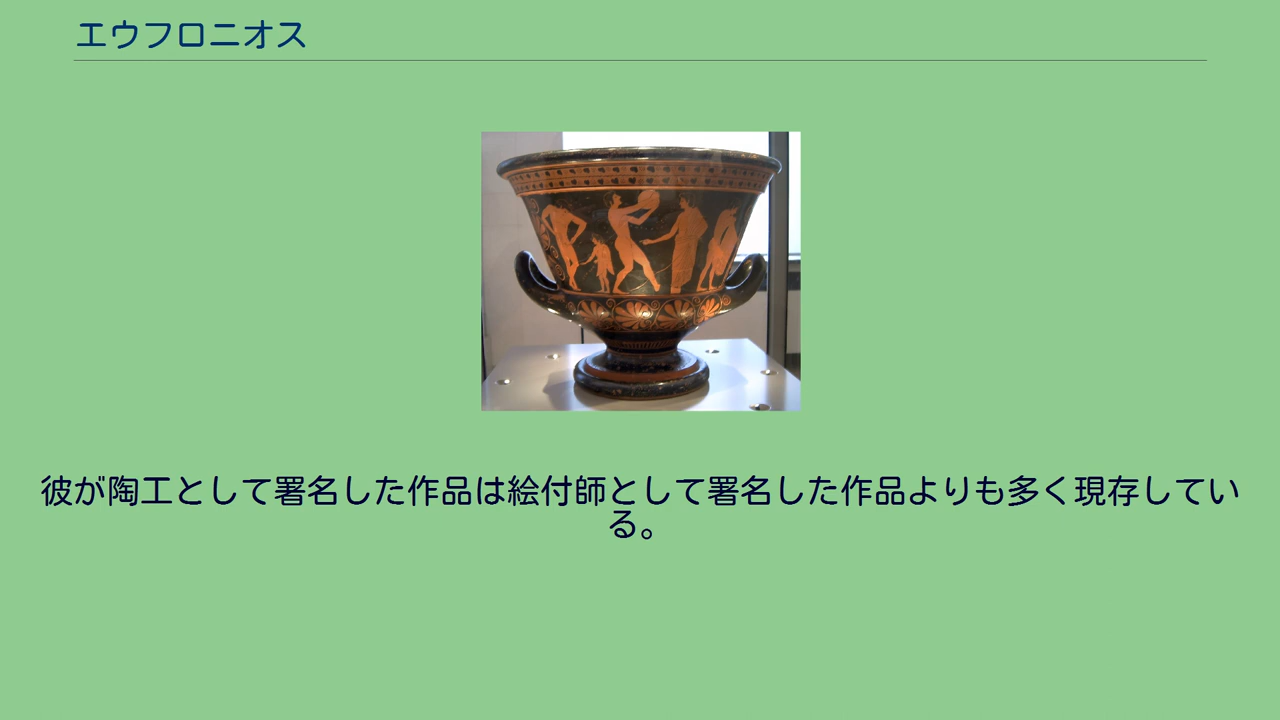 エウフロニオス
彼が陶工として署名した作品は絵付師として署名した作品よりも多く現存してい
る。